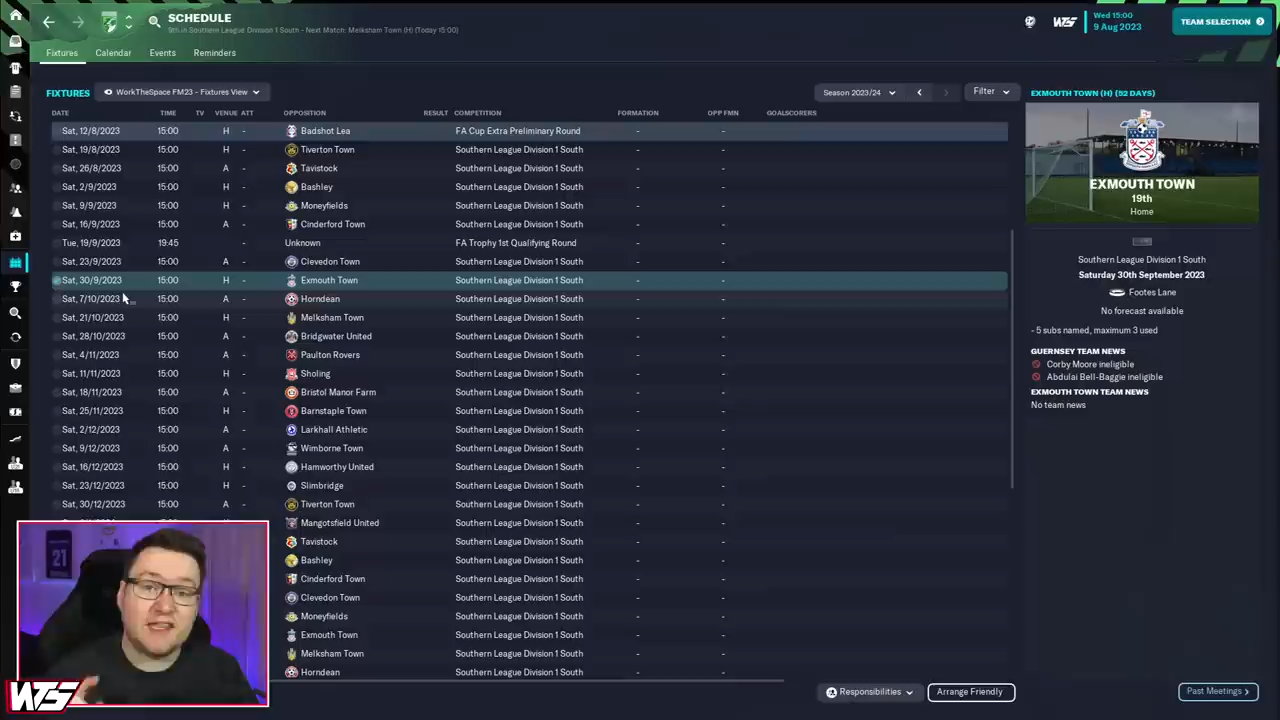 SCHEDULE
9th in Southern League Division 1 South - Next Match: Melksham Town (H) (Today 15:00)
WTS
Wed 15:00
9 Aug 2023
TEAM SELECTION
Fixtures Calendar Events Reminders
FIXTURES WorkTheSpace FM23 - Fixtures View Season 2023/24 Filter
DATE TIME TV VENUE ATT OPPOSITION RESULT COMPETITION FORMATION OPP FMN GOALSCORERS
Sat, 12/8/2023 15:00 H - Badshot Lea FA Cup Extra Preliminary Round - -
Sat, 19/8/2023 15:00 H - Tiverton Town Southern League Division 1 South - -
Sat, 26/8/2023 15:00 A - Tavistock Southern League Division 1 South - -
Sat, 2/9/2023 15:00 H - Bashley Southern League Division 1 South - -
Sat, 9/9/2023 15:00 H - Moneyfields Southern League Division 1 South - -
Sat, 16/9/2023 15:00 A - Cinderford Town Southern League Division 1 South - -
Tue, 19/9/2023 19:45 - Unknown FA Trophy 1st Qualifying Round - -
Sat, 23/9/2023 15:00 A - Clevedon Town Southern League Division 1 South - -
Sat, 30/9/2023 15:00 H - Exmouth Town Southern League Division 1 South - -
Sat, 7/10/2023 15:00 A - Horndean Southern League Division 1 South - -
Sat, 21/10/2023 15:00 H - Melksham Town Southern League Division 1 South - -
Sat, 28/10/2023 15:00 A - Bridgwater United Southern League Division 1 South - -
Sat, 4/11/2023 15:00 A - Paulton Rovers Southern League Division 1 South - -
Sat, 11/11/2023 15:00 H - Sholing Southern League Division 1 South - -
Sat, 18/11/2023 15:00 A - Bristol Manor Farm Southern League Division 1 South - -
Sat, 25/11/2023 15:00 H - Barnstaple Town Southern League Division 1 South - -
Sat, 2/12/2023 15:00 A - Larkhall Athletic Southern League Division 1 South - -
Sat, 9/12/2023 15:00 A - Wimborne Town Southern League Division 1 South - -
Sat, 16/12/2023 15:00 H - Hamworthy United Southern League Division 1 South - -
Sat, 23/12/2023 15:00 H - Slimbridge Southern League Division 1 South - -
Sat, 30/12/2023 15:00 A - Tiverton Town Southern League Division 1 South - -
Mangotsfield United Southern League Division 1 South - -
Tavistock Southern League Division 1 South - -
Bashley Southern League Division 1 South - -
Cinderford Town Southern League Division 1 South - -
Clevedon Town Southern League Division 1 South - -
Moneyfields Southern League Division 1 South - -
Exmouth Town Southern League Division 1 South - -
Melksham Town Southern League Division 1 South - -
Horndean Southern League Division 1 South - -
EXMOUTH TOWN (H) (52 DAYS)
EXMOUTH TOWN
19th
Home
Southern League Division 1 South
Saturday 30th September 2023
Footes Lane
No forecast available
- 5 subs named, maximum 3 used
GUERNSEY TEAM NEWS
Corby Moore ineligible
Abdulai Bell-Baggie ineligible
EXMOUTH TOWN TEAM NEWS
No team news
21
WTS
Responsibilities Arrange Friendly Past Meetings